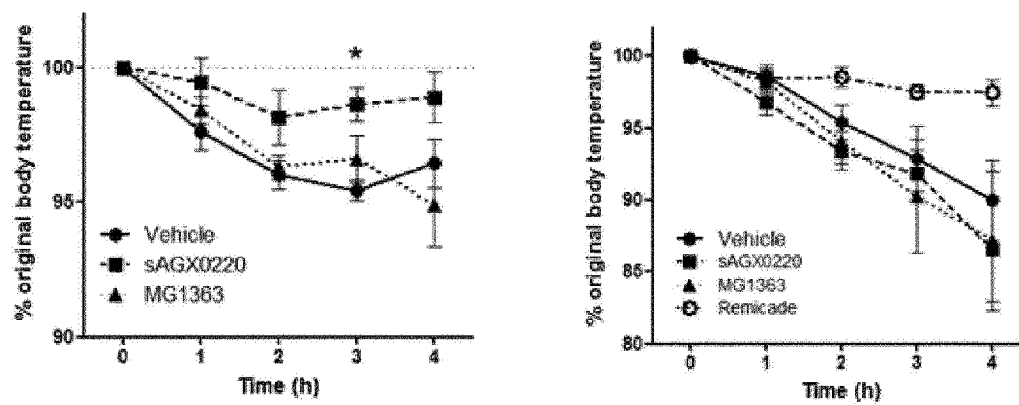 % original body temperature
100
95
90
*
Vehicle
sAGX0220
MG1363
0 1 2 3 4
Time (h)
% original body temperature
100
95
90
85
80
Vehicle
sAGX0220
MG1363
Remicade
0 1 2 3 4
Time (h)